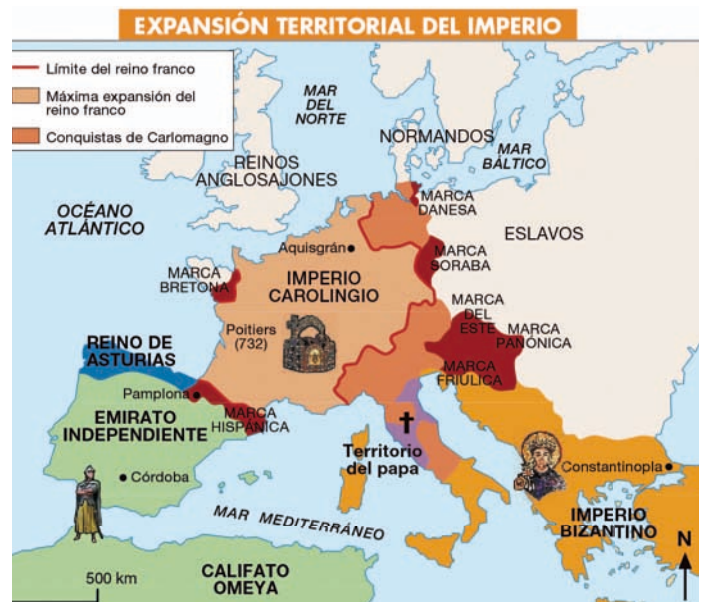 EXPANSIÓN TERRITORIAL DEL IMPERIO
Límite del reino franco
Máxima expansión del
reino franco
Conquistas de Carlomagno
MAR
DEL
NORTE
NORMANDOS
MAR
BÁLTICO
REINOS
ANGLOSAJONES
OCÉANO
ATLÁNTICO
MARCA
DANESA
ESLAVOS
Aquisgrán
MARCA
SORABA
MARCA
BRETONA
IMPERIO
CAROLINGIO
MARCA
DEL
ESTE
MARCA
PANÓNICA
Poitiers
(732)
REINO DE
ASTURIAS
MARCA
FRIULICA
Pamplona
MARCA
HISPÁNICA
EMIRATO
INDEPENDIENTE
Territorio
del papa
Córdoba
Constantinopla
MAR MEDITERRÁNEO
IMPERIO
BIZANTINO
N
CALIFATO
OMEYA
500 km